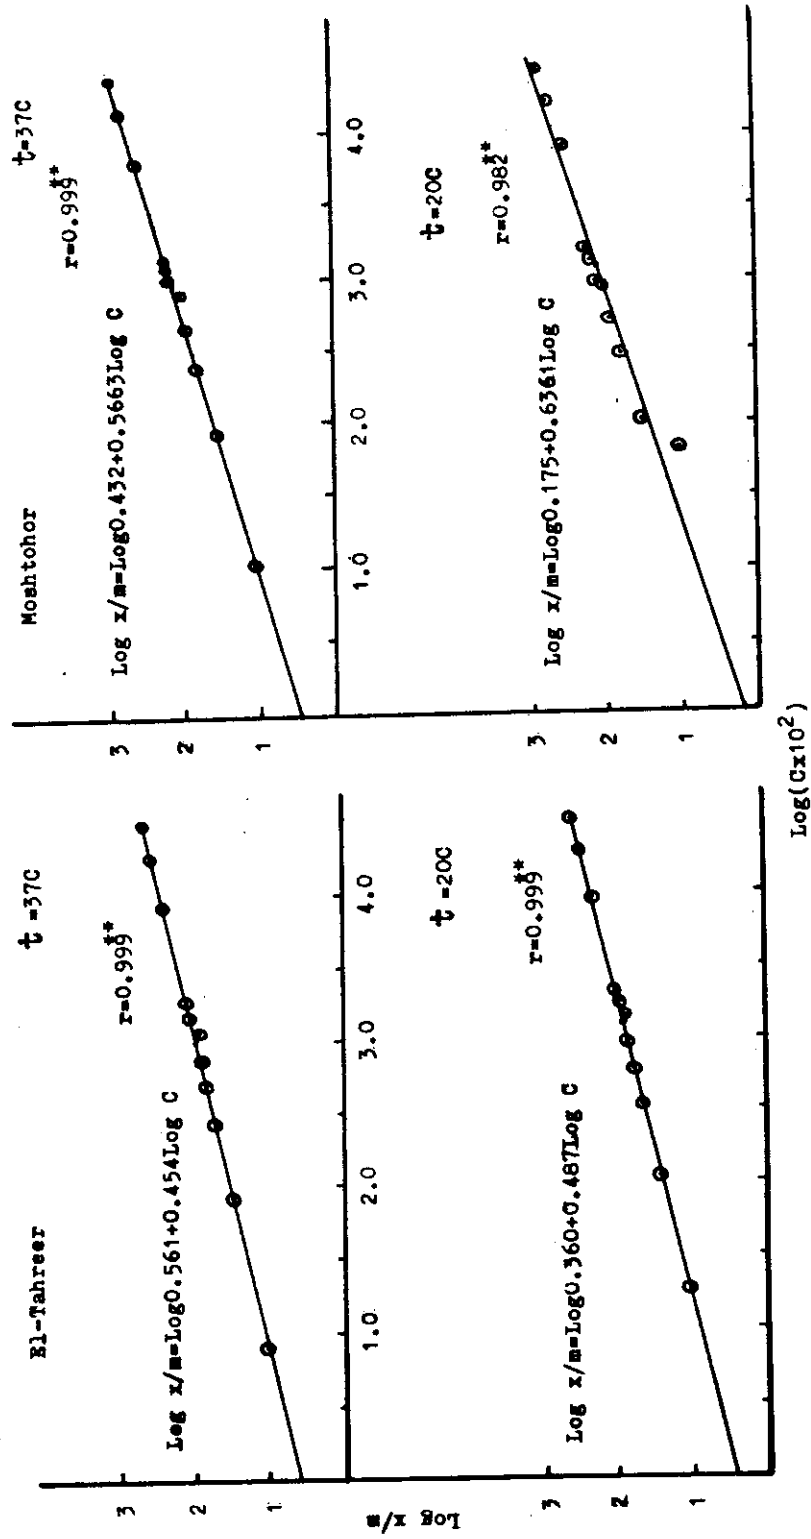 El-Tahreer
t=37C
r=0.999**
Log x/m=Log0.561+0.454Log C
3
2
1
1.0
2.0
3.0
4.0
Moshtohor
t=37C
r=0.999**
Log x/m=Log0.432+0.5663Log C
3
2
1
1.0
2.0
3.0
4.0
t=20C
r=0.999**
Log x/m=Log0.360+0.487Log C
3
2
1
t=20C
r=0.982**
Log x/m=Log0.175+0.6361Log C
3
2
1
Log x/m
Log(Cx10²)